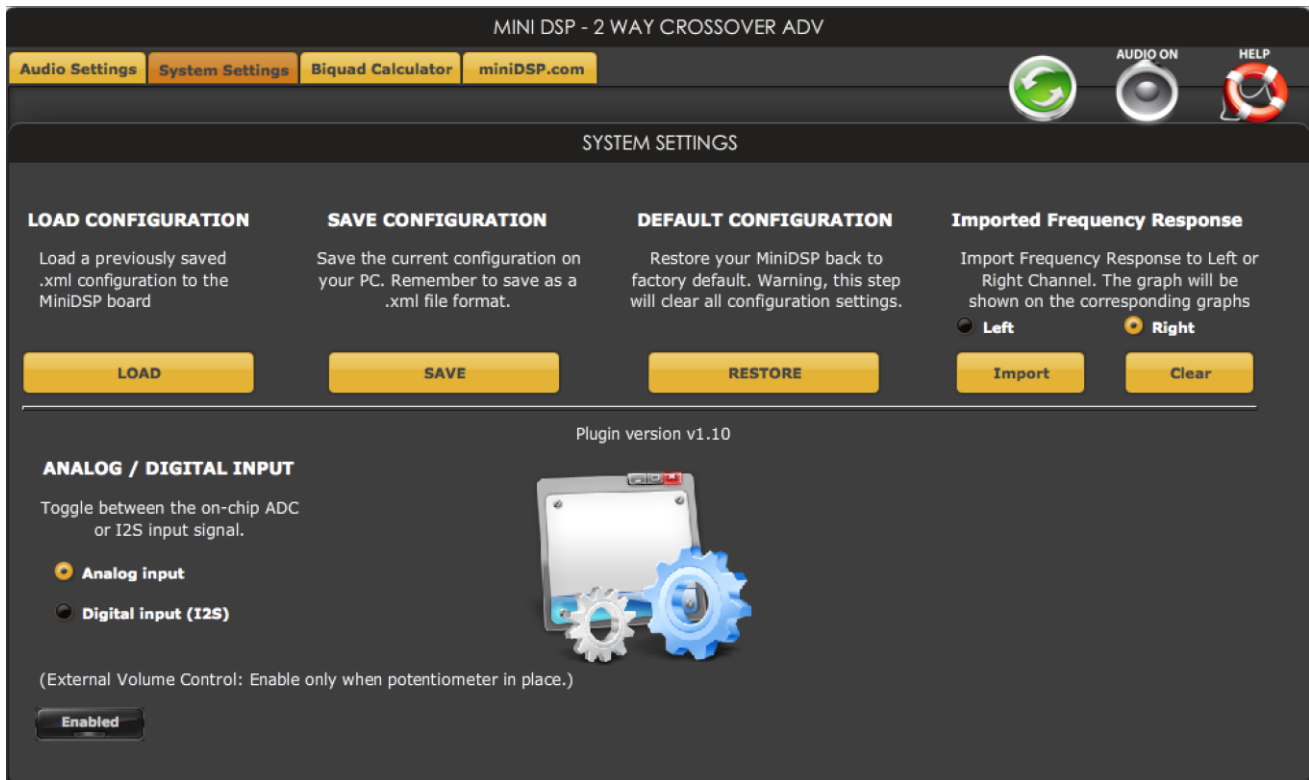 MINI DSP - 2 WAY CROSSOVER ADV
Audio Settings
System Settings
Biquad Calculator
miniDSP.com
AUDIO ON
HELP
SYSTEM SETTINGS
LOAD CONFIGURATION
Load a previously saved
.xml configuration to the
MiniDSP board
LOAD
SAVE CONFIGURATION
Save the current configuration on
your PC. Remember to save as a
.xml file format.
SAVE
DEFAULT CONFIGURATION
Restore your MiniDSP back to
factory default. Warning, this step
will clear all configuration settings.
RESTORE
Imported Frequency Response
Import Frequency Response to Left or
Right Channel. The graph will be
shown on the corresponding graphs
Left
Right
Import
Clear
Plugin version v1.10
ANALOG / DIGITAL INPUT
Toggle between the on-chip ADC
or I2S input signal.
Analog input
Digital input (I2S)
(External Volume Control: Enable only when potentiometer in place.)
Enabled